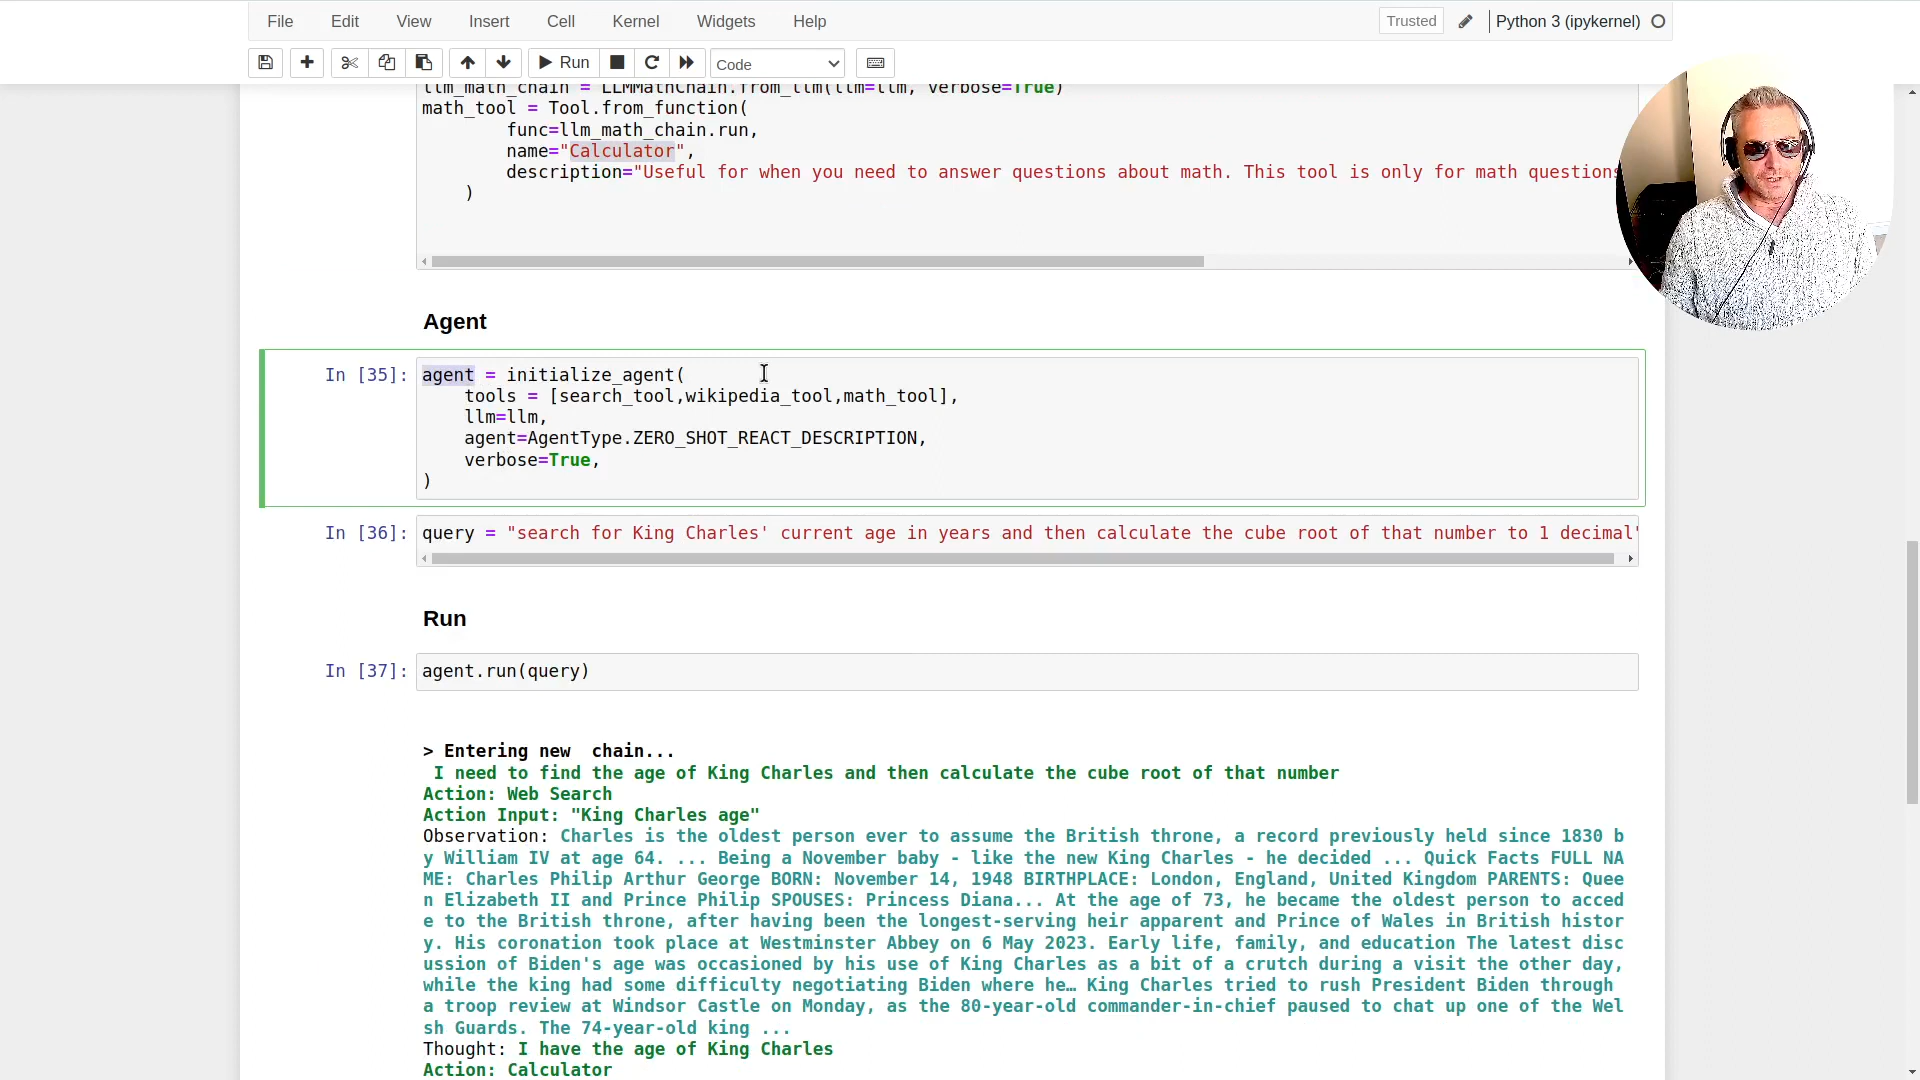 File Edit View Insert Cell Kernel Widgets Help Trusted Python 3 (ipykernel)
Run Code
llm_math_chain = LLMMathChain.from_llm(llm=llm, verbose=True)
math_tool = Tool.from_function(
func=llm_math_chain.run,
name="Calculator",
description="Useful for when you need to answer questions about math. This tool is only for math questions
)
Agent
In [35]: agent = initialize_agent(
tools = [search_tool,wikipedia_tool,math_tool],
llm=llm,
agent=AgentType.ZERO_SHOT_REACT_DESCRIPTION,
verbose=True,
)
In [36]: query = "search for King Charles' current age in years and then calculate the cube root of that number to 1 decimal"
Run
In [37]: agent.run(query)
> Entering new  chain...
I need to find the age of King Charles and then calculate the cube root of that number
Action: Web Search
Action Input: "King Charles age"
Observation: Charles is the oldest person ever to assume the British throne, a record previously held since 1830 b
y William IV at age 64. ... Being a November baby - like the new King Charles - he decided ... Quick Facts FULL NA
ME: Charles Philip Arthur George BORN: November 14, 1948 BIRTHPLACE: London, England, United Kingdom PARENTS: Quee
n Elizabeth II and Prince Philip SPOUSES: Princess Diana... At the age of 73, he became the oldest person to acced
e to the British throne, after having been the longest-serving heir apparent and Prince of Wales in British histor
y. His coronation took place at Westminster Abbey on 6 May 2023. Early life, family, and education The latest disc
ussion of Biden's age was occasioned by his use of King Charles as a bit of a crutch during a visit the other day,
while the king had some difficulty negotiating Biden where he… King Charles tried to rush President Biden through
a troop review at Windsor Castle on Monday, as the 80-year-old commander-in-chief paused to chat up one of the Wel
sh Guards. The 74-year-old king ...
Thought: I have the age of King Charles
Action: Calculator